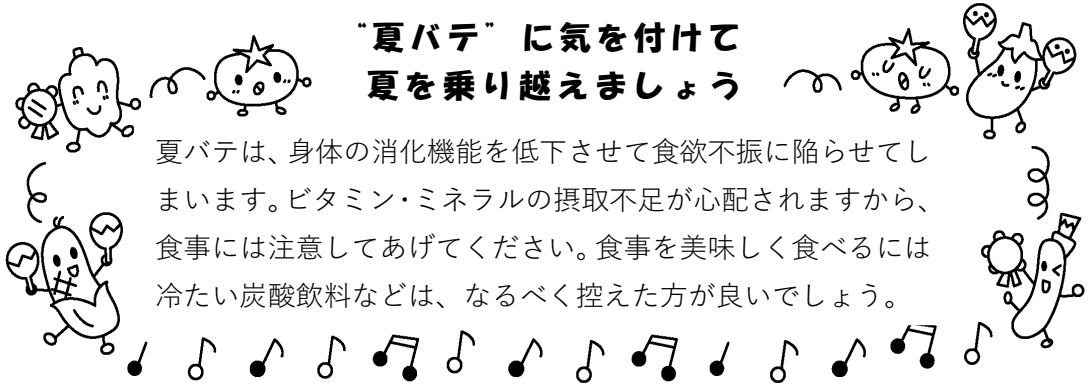 “夏バテ”に気を付けて
夏を乗り越えましょう
夏バテは、身体の消化機能を低下させて食欲不振に陥らせてし
まいます。ビタミン・ミネラルの摂取不足が心配されますから、
食事には注意してあげてください。食事を美味しく食べるには
冷たい炭酸飲料などは、なるべく控えた方が良いでしょう。